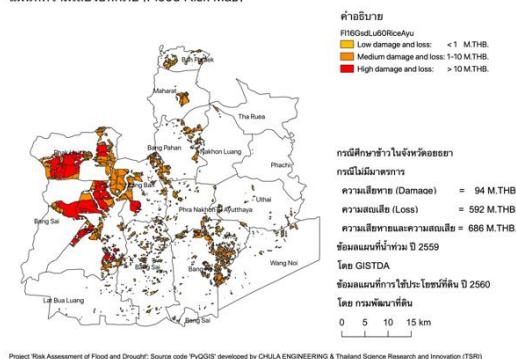 คำอธิบาย
Fl16GsdLu60RiceAyu
Low damage and loss: < 1 M.THB.
Medium damage and loss: 1-10 M.THB.
High damage and loss: > 10 M.THB.
Ban Phraek
Maharat
Tha Ruea
Bang Pahan
Nakhon Luang
Phachi
Phak Hai
Bang Ban
Uthai
Bang Sai
Phra Nakhon Si Ayutthaya
Wang Noi
Lat Bua Luang
Bang Sai
กรณีศึกษาข้าวในจังหวัดอยุธยา
กรณีไม่มีมาตรการ
ความเสียหาย (Damage) = 94 M.THB
ความสูญเสีย (Loss) = 592 M.THB
ความเสียหายและความสูญเสีย = 686 M.THB.
ข้อมูลแผนที่น้ำท่วม ปี 2559
โดย GISTDA
ข้อมูลแผนที่การใช้ประโยชน์ที่ดิน ปี 2560
โดย กรมพัฒนาที่ดิน
0 5 10 15 km
Project 'Risk Assessment of Flood and Drought': Source code 'PyQGIS' developed by CHULA ENGINEERING & Thailand Science Research and Innovation (TSRI)